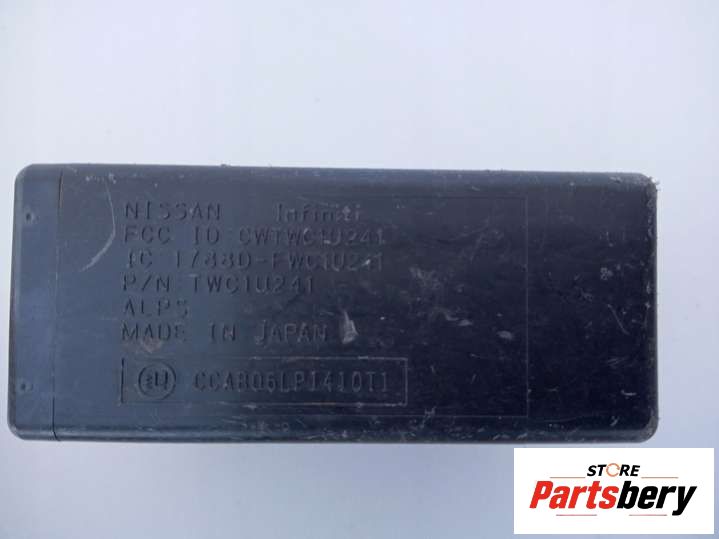 NISSAN Infiniti
FCC ID CWTWC1U241
IC 1788D-FWC1U241
P/N TWC1U241
ALPS
MADE IN JAPAN
CCAB06LP1410T1
STORE
Partsbery